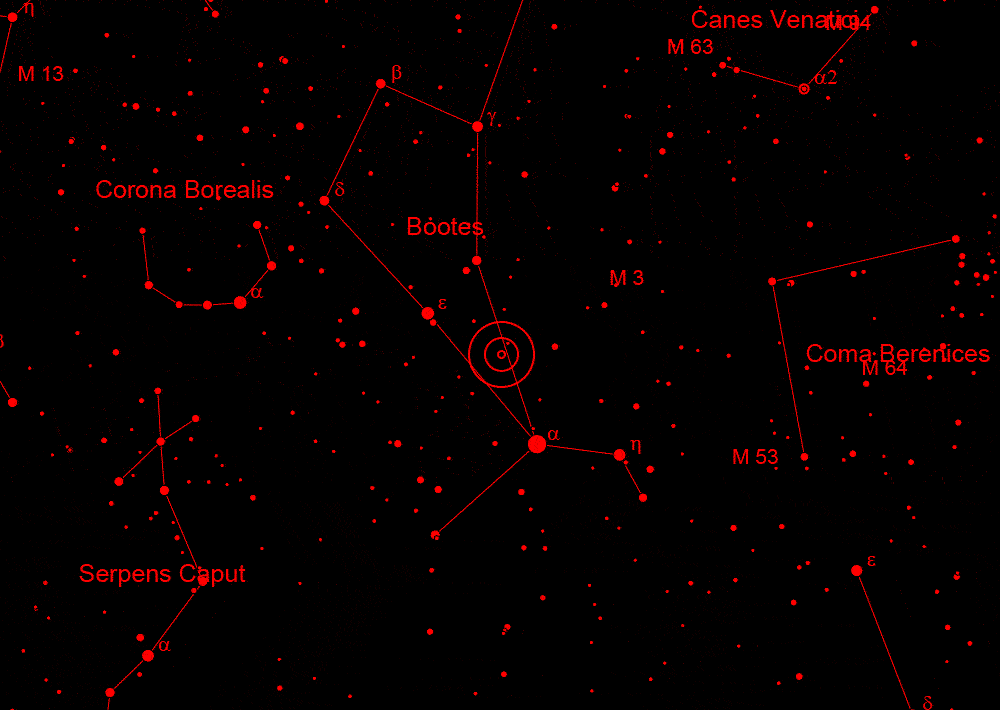 η
Canes Venatici
M 94
M 63
M 13
β
α2
γ
Corona Borealis
δ
Bootes
M 3
α
ε
β
Coma Berenices
M 64
α
η
M 53
ε
Serpens Caput
α
δ